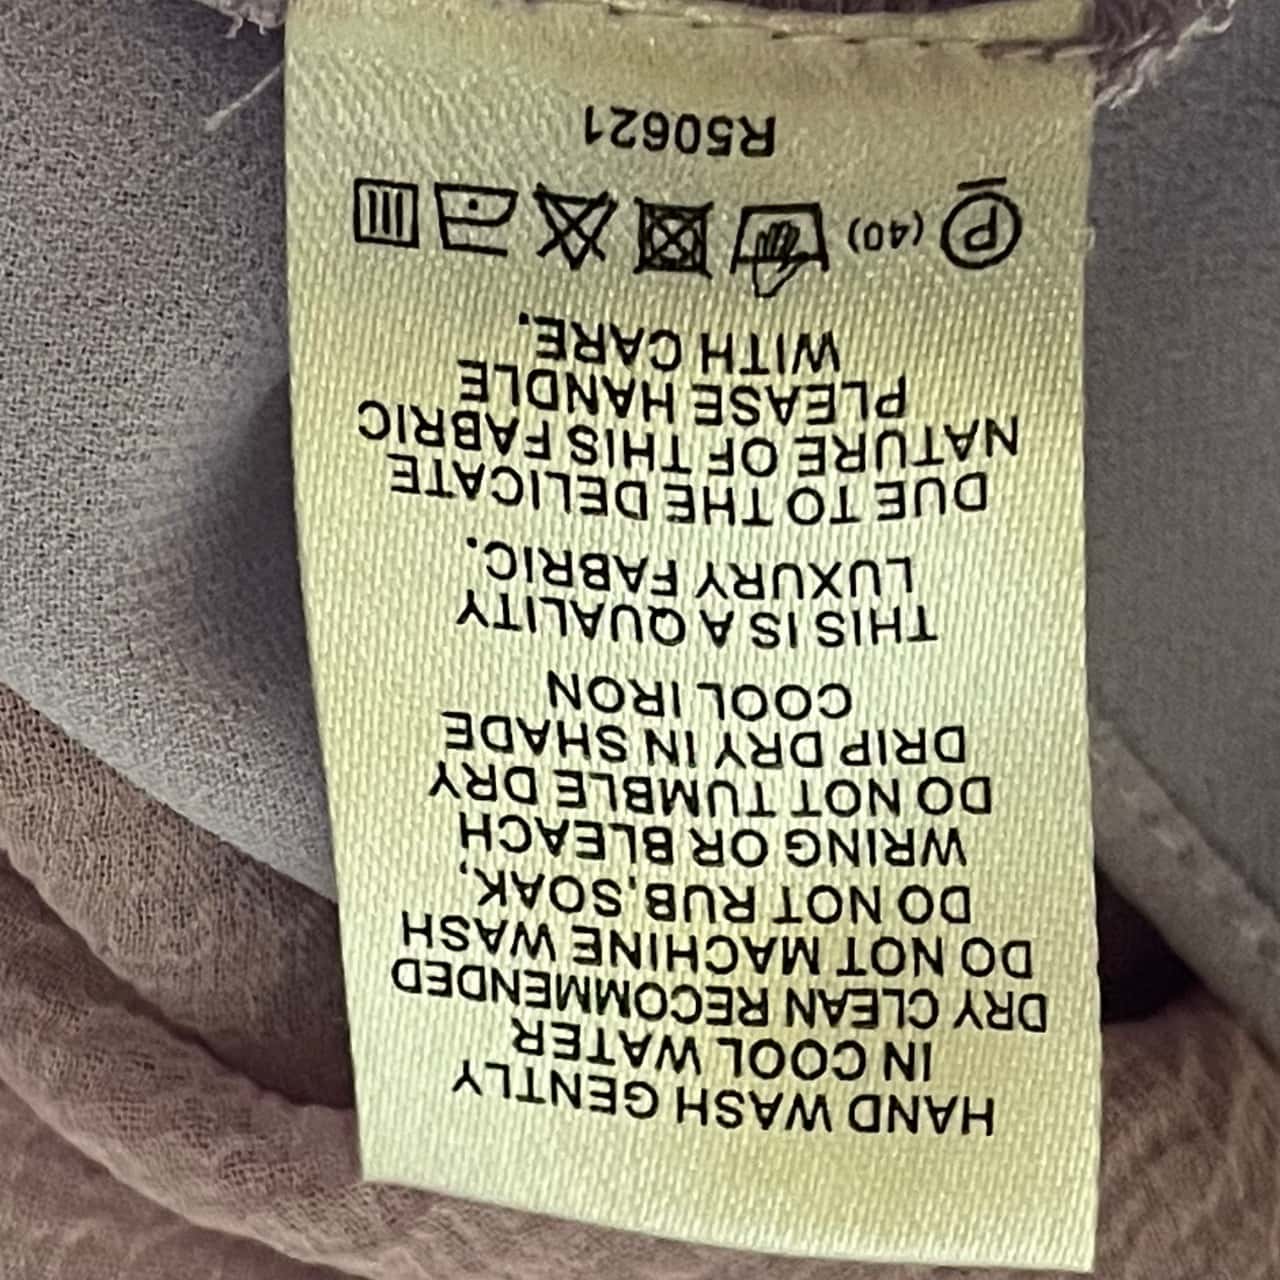 HAND WASH GENTLY
IN COOL WATER
DRY CLEAN RECOMMENDED
DO NOT MACHINE WASH
DO NOT RUB,SOAK,
WRING OR BLEACH
DO NOT TUMBLE DRY
DRIP DRY IN SHADE
COOL IRON
THIS IS A QUALITY
LUXURY FABRIC.
DUE TO THE DELICATE
NATURE OF THIS FABRIC
PLEASE HANDLE
WITH CARE.
P (40)
R50621